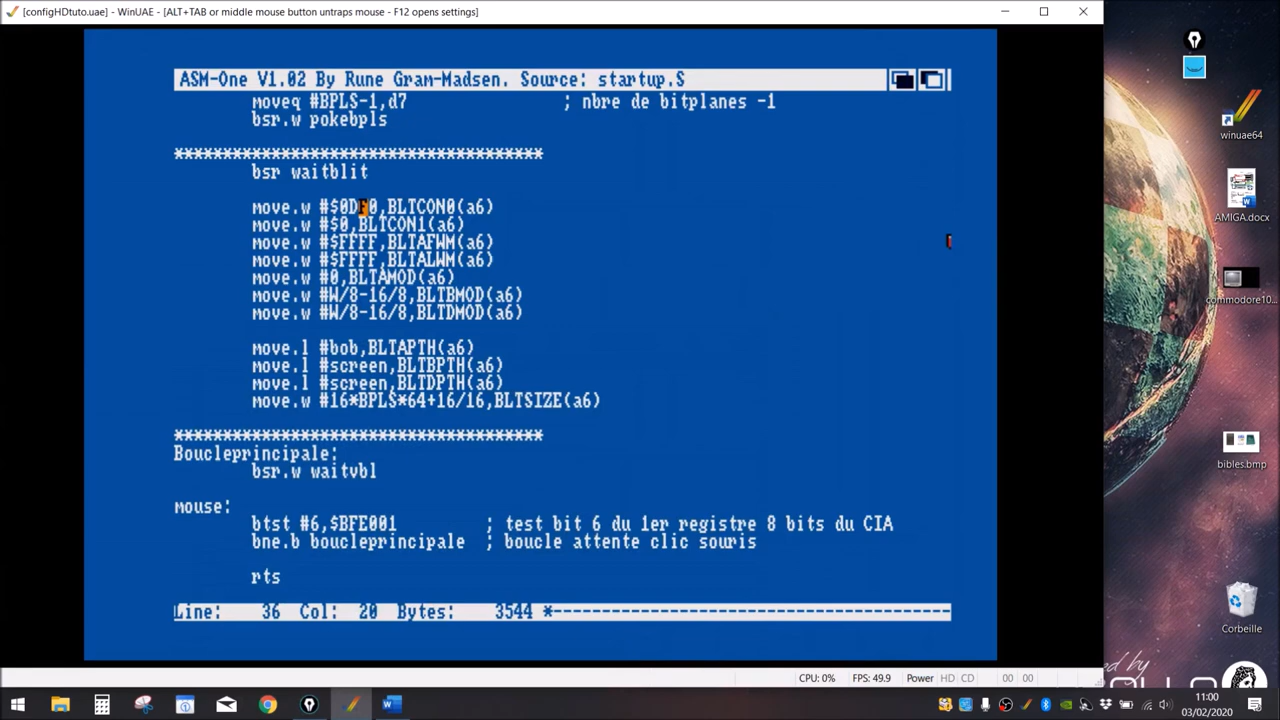 [configHDtuto.uae] - WinUAE - [ALT+TAB or middle mouse button untraps mouse - F12 opens settings]
ASM-One V1.02 By Rune Gram-Madsen. Source: startup.S
moveq #BPLS-1,d7 ; nbre de bitplanes -1
bsr.w pokebpls
*************************************
bsr waitblit
move.w #$0DF0,BLTCON0(a6)
move.w #$0,BLTCON1(a6)
move.w #$FFFF,BLTAFWM(a6)
move.w #$FFFF,BLTALWM(a6)
move.w #0,BLTAMOD(a6)
move.w #W/8-16/8,BLTBMOD(a6)
move.w #W/8-16/8,BLTDMOD(a6)
move.l #bob,BLTAPTH(a6)
move.l #screen,BLTBPTH(a6)
move.l #screen,BLTDPTH(a6)
move.w #16*BPLS*64+16/16,BLTSIZE(a6)
*************************************
Boucleprincipale:
bsr.w waitvbl
mouse:
btst #6,$BFE001 ; test bit 6 du 1er registre 8 bits du CIA
bne.b boucleprincipale ; boucle attente clic souris
rts
Line: 36 Col: 20 Bytes: 3544 *-----------------------------------------
CPU: 0% FPS: 49.9 Power HD CD 00 00
winuae64
AMIGA.docx
commodore10...
bibles.bmp
Corbeille
ed by
11:00
03/02/2020